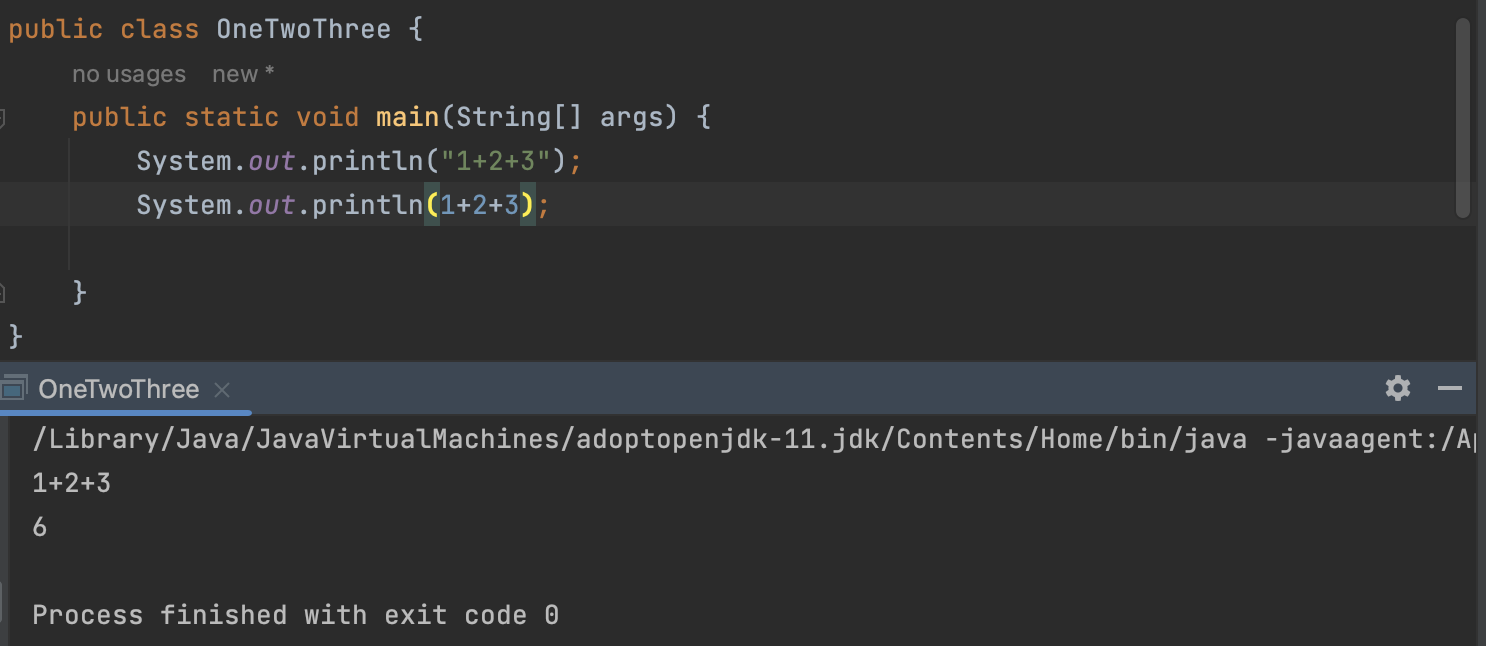 public class OneTwoThree {
no usages new *
public static void main(String[] args) {
System.out.println("1+2+3");
System.out.println(1+2+3);
}
}
OneTwoThree
/Library/Java/JavaVirtualMachines/adoptopenjdk-11.jdk/Contents/Home/bin/java -javaagent:/Ap
1+2+3
6
Process finished with exit code 0